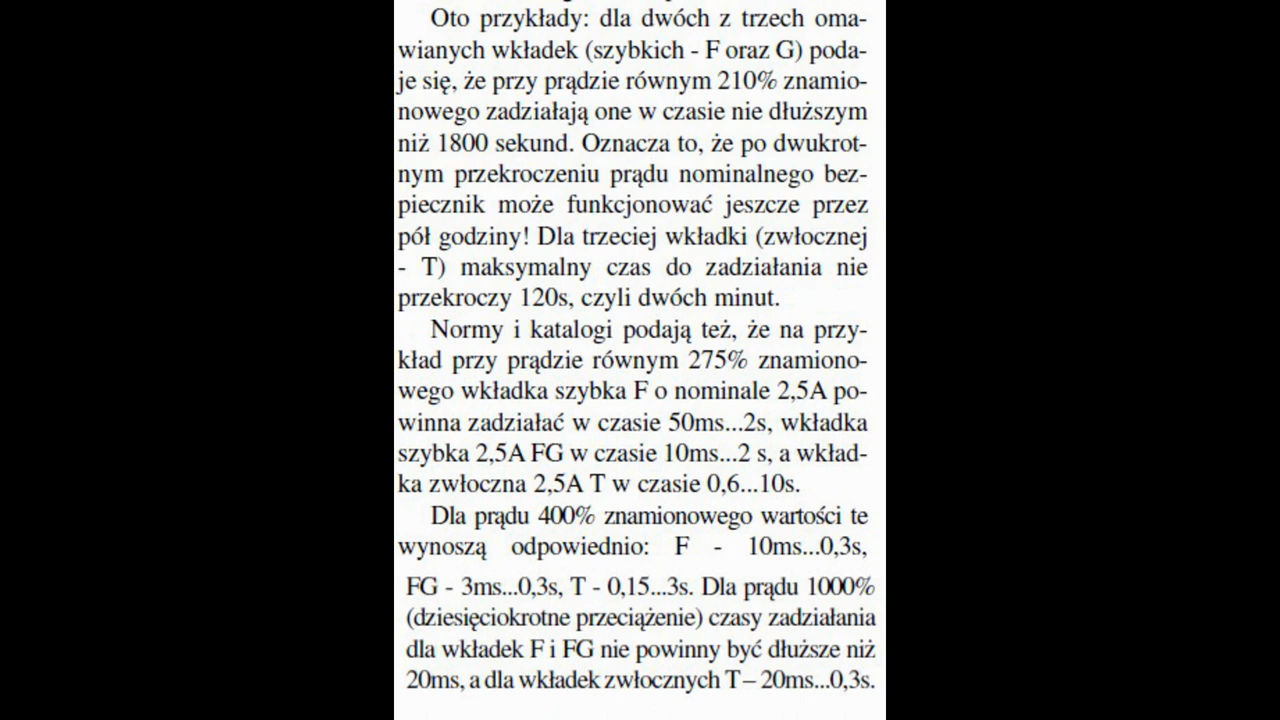 Oto przykłady: dla dwóch z trzech oma-
wianych wkładek (szybkich - F oraz G) poda-
je się, że przy prądzie równym 210% znamio-
nowego zadziałają one w czasie nie dłuższym
niż 1800 sekund. Oznacza to, że po dwukrot-
nym przekroczeniu prądu nominalnego bez-
piecznik może funkcjonować jeszcze przez
pół godziny! Dla trzeciej wkładki (zwłocznej
- T) maksymalny czas do zadziałania nie
przekroczy 120s, czyli dwóch minut.
Normy i katalogi podają też, że na przy-
kład przy prądzie równym 275% znamiono-
wego wkładka szybka F o nominale 2,5A po-
winna zadziałać w czasie 50ms...2s, wkładka
szybka 2,5A FG w czasie 10ms...2 s, a wkład-
ka zwłoczna 2,5A T w czasie 0,6...10s.
Dla prądu 400% znamionowego wartości te
wynoszą odpowiednio: F - 10ms...0,3s,
FG - 3ms...0,3s, T - 0,15...3s. Dla prądu 1000%
(dziesięciokrotne przeciążenie) czasy zadziałania
dla wkładek F i FG nie powinny być dłuższe niż
20ms, a dla wkładek zwłocznych T – 20ms...0,3s.